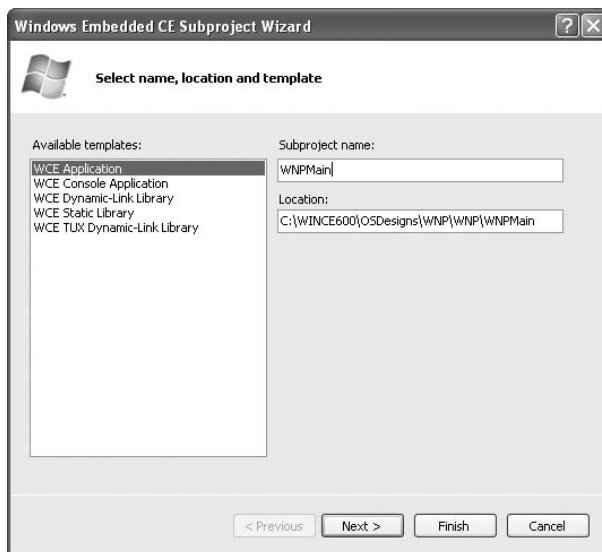 Windows Embedded CE Subproject Wizard
Select name, location and template
Available templates:
WCE Application
WCE Console Application
WCE Dynamic-Link Library
WCE Static Library
WCE TUX Dynamic-Link Library
Subproject name:
WNPMain
Location:
C:\WINCE600\OSDesigns\WNP\WNP\WNPMain
< Previous
Next >
Finish
Cancel